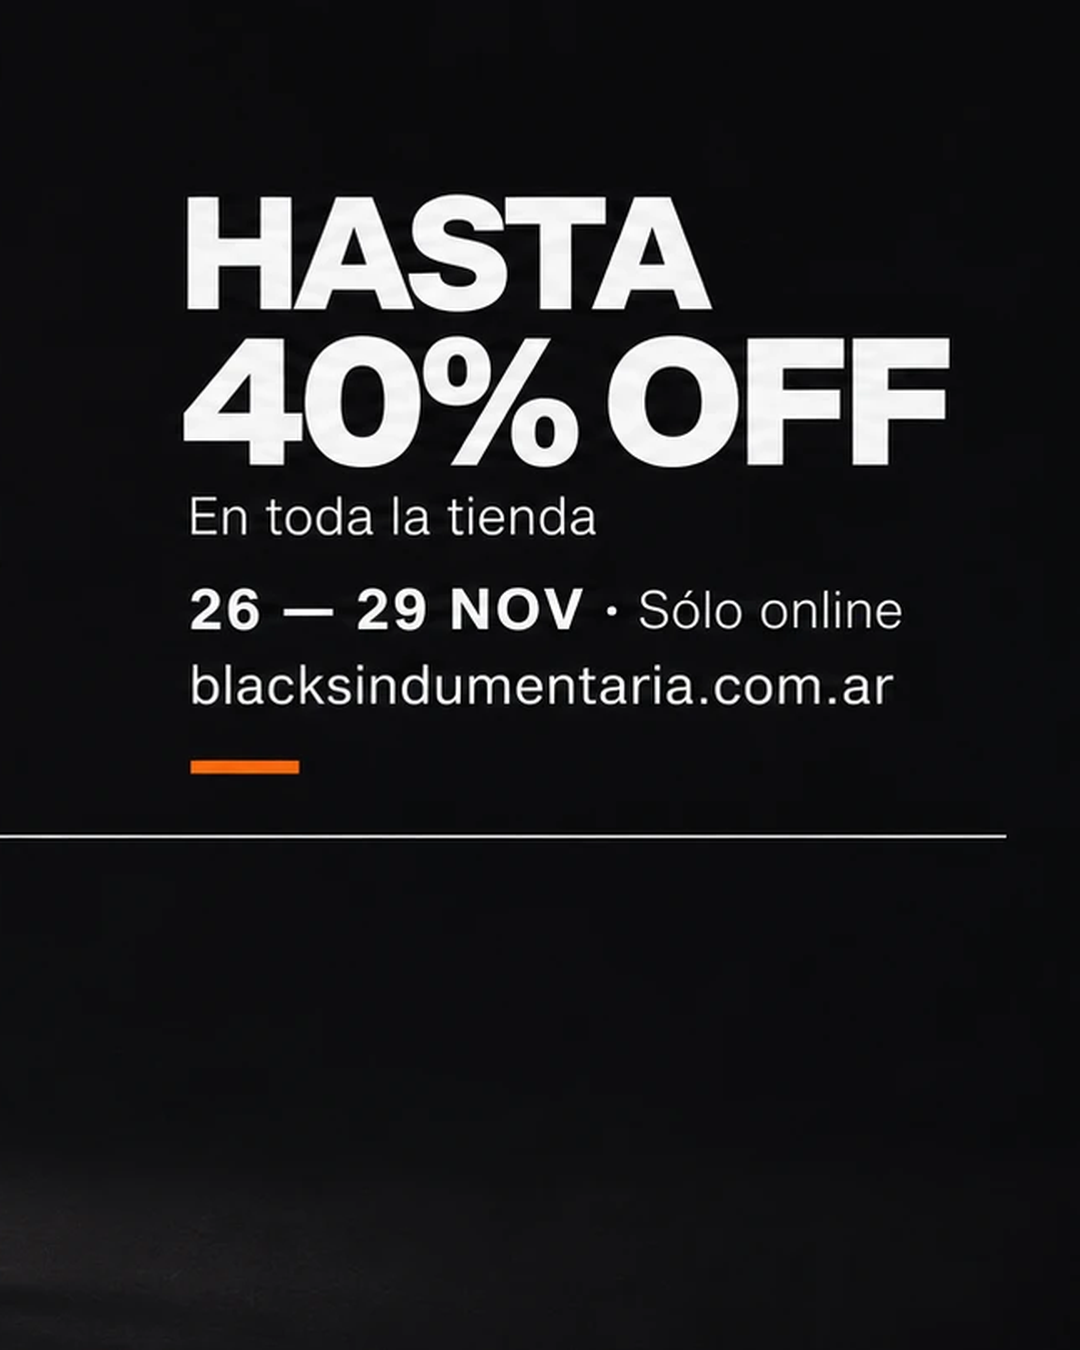 HASTA
40% OFF
En toda la tienda
26 — 29 NOV · Sólo online
blacksindumentaria.com.ar